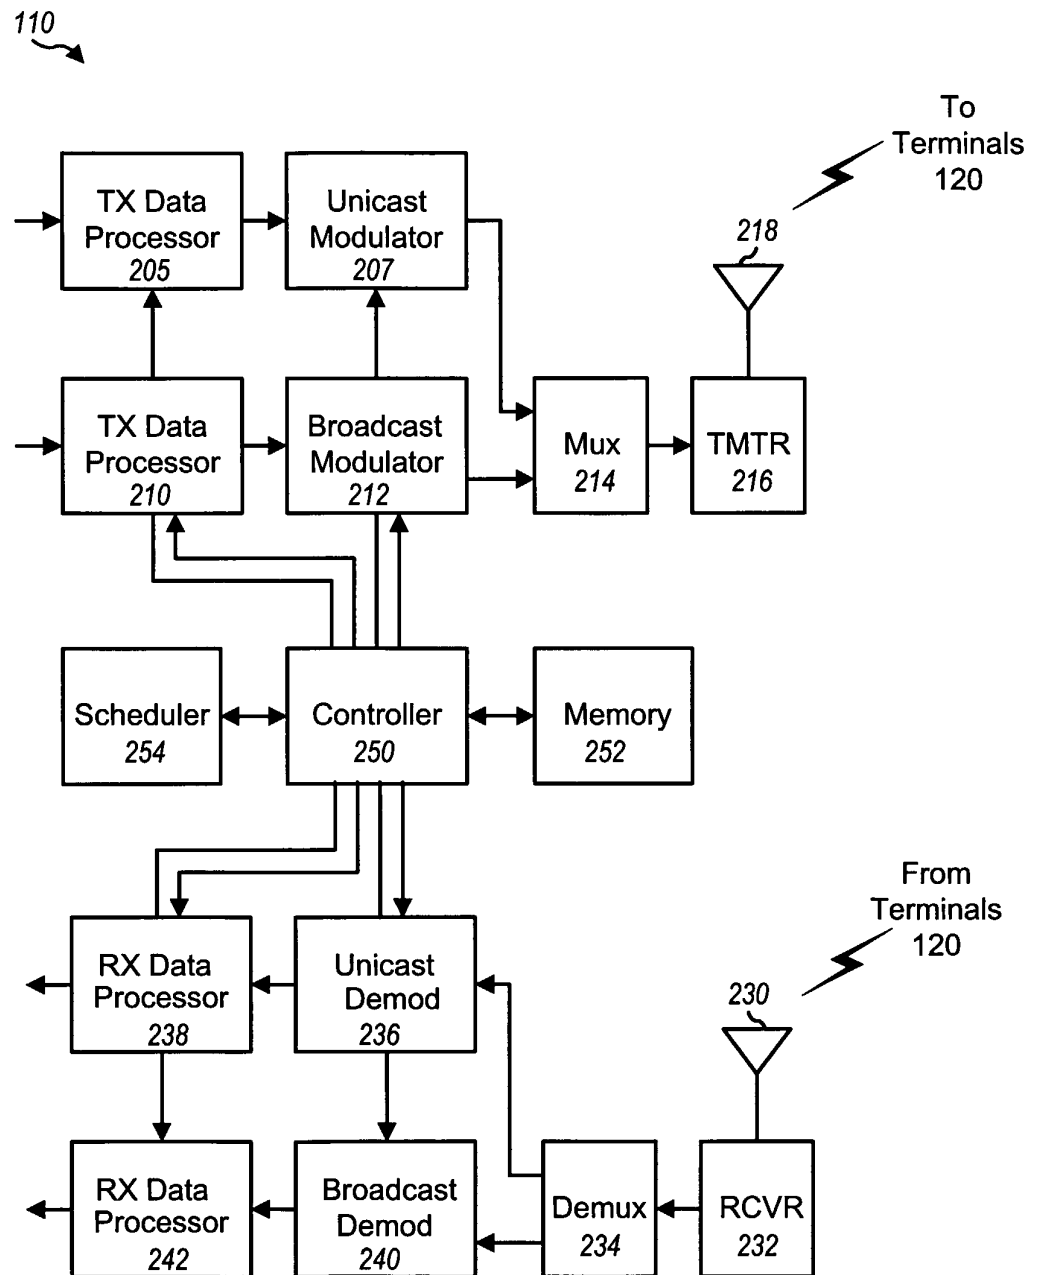 110
To
Terminals
120
TX Data
Processor
205
Unicast
Modulator
207
218
TX Data
Processor
210
Broadcast
Modulator
212
Mux
214
TMTR
216
Scheduler
254
Controller
250
Memory
252
From
Terminals
120
RX Data
Processor
238
Unicast
Demod
236
230
RX Data
Processor
242
Broadcast
Demod
240
Demux
234
RCVR
232